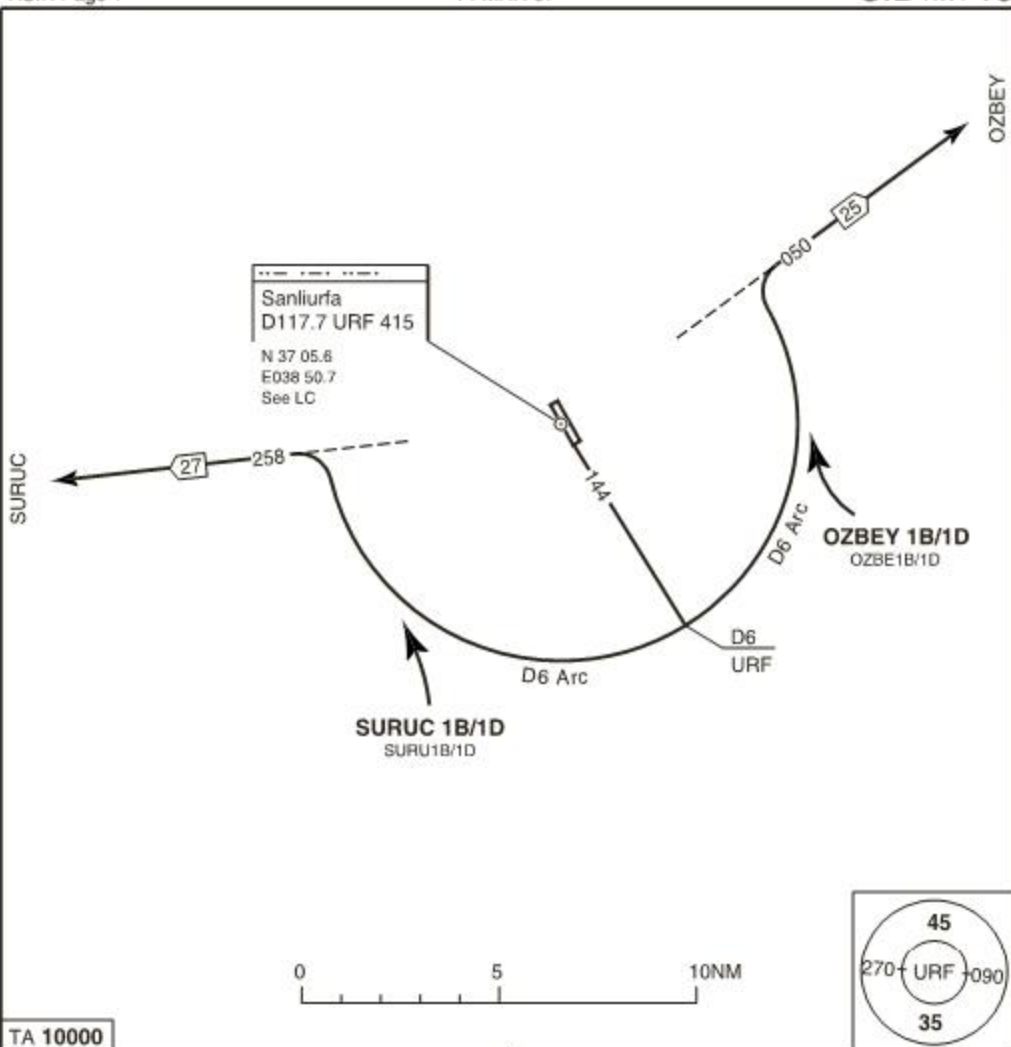 OZBEY
25
050
Sanliurfa
D117.7 URF 415
N 37 05.6
E038 50.7
See LC
SURUC
27
258
144
D6 Arc
OZBEY 1B/1D
OZBE1B/1D
D6
URF
D6 Arc
SURUC 1B/1D
SURU1B/1D
0 5 10NM
45
270 URF 090
35
TA 10000